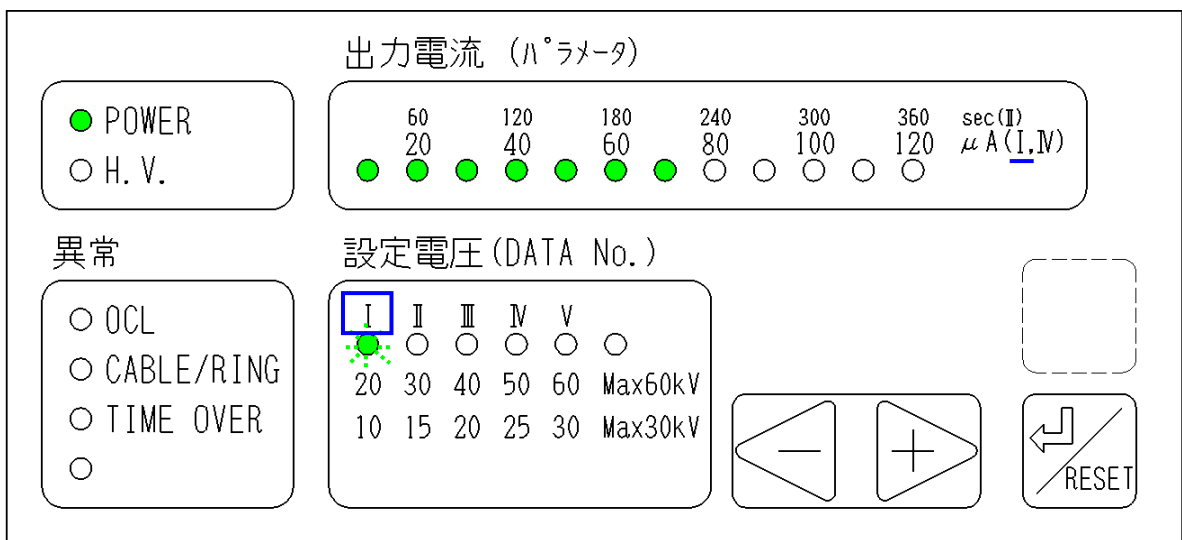 出力電流 (ﾊﾟﾗﾒｰﾀ)
POWER
H.V.
60 120 180 240 300 360 sec(Ⅱ)
20 40 60 80 100 120 μA(Ⅰ,Ⅳ)
異常
OCL
CABLE/RING
TIME OVER
設定電圧(DATA No.)
Ⅰ Ⅱ Ⅲ Ⅳ Ⅴ
20 30 40 50 60 Max60kV
10 15 20 25 30 Max30kV
− +
RESET